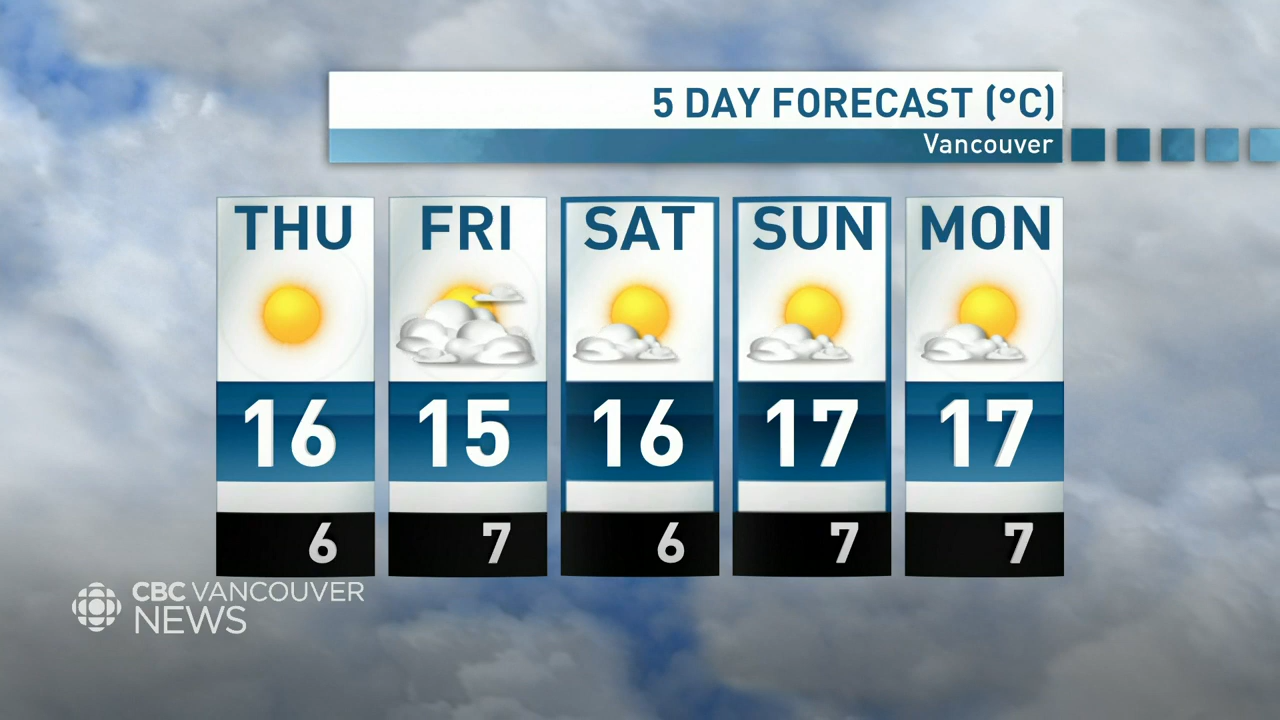 5 DAY FORECAST (°C)
Vancouver
THU FRI SAT SUN MON
16 15 16 17 17
6 7 6 7 7
CBC VANCOUVER
NEWS